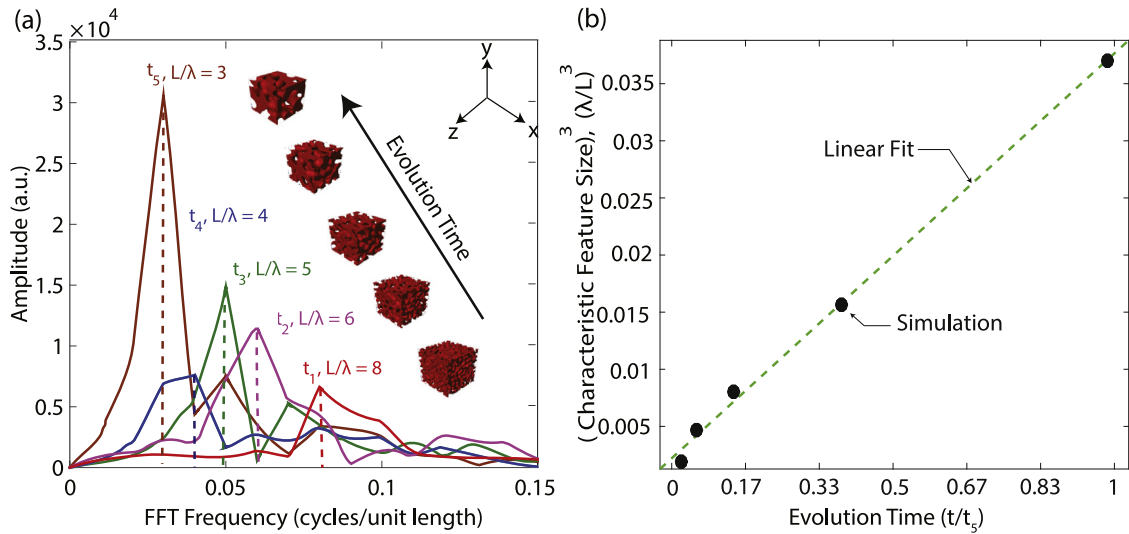 (a)
3.5 ×10⁴
3
2.5
2
1.5
1.0
0.5
0
Amplitude (a.u.)
0 0.05 0.1 0.15
FFT Frequency (cycles/unit length)
t₅, L/λ = 3
t₄, L/λ = 4
t₃, L/λ = 5
t₂, L/λ = 6
t₁, L/λ = 8
Evolution Time
y
z
x
(b)
(Characteristic Feature Size)³, (λ/L)³
0.035
0.03
0.025
0.02
0.015
0.01
0.005
Linear Fit
Simulation
0 0.17 0.33 0.5 0.67 0.83 1
Evolution Time (t/t₅)